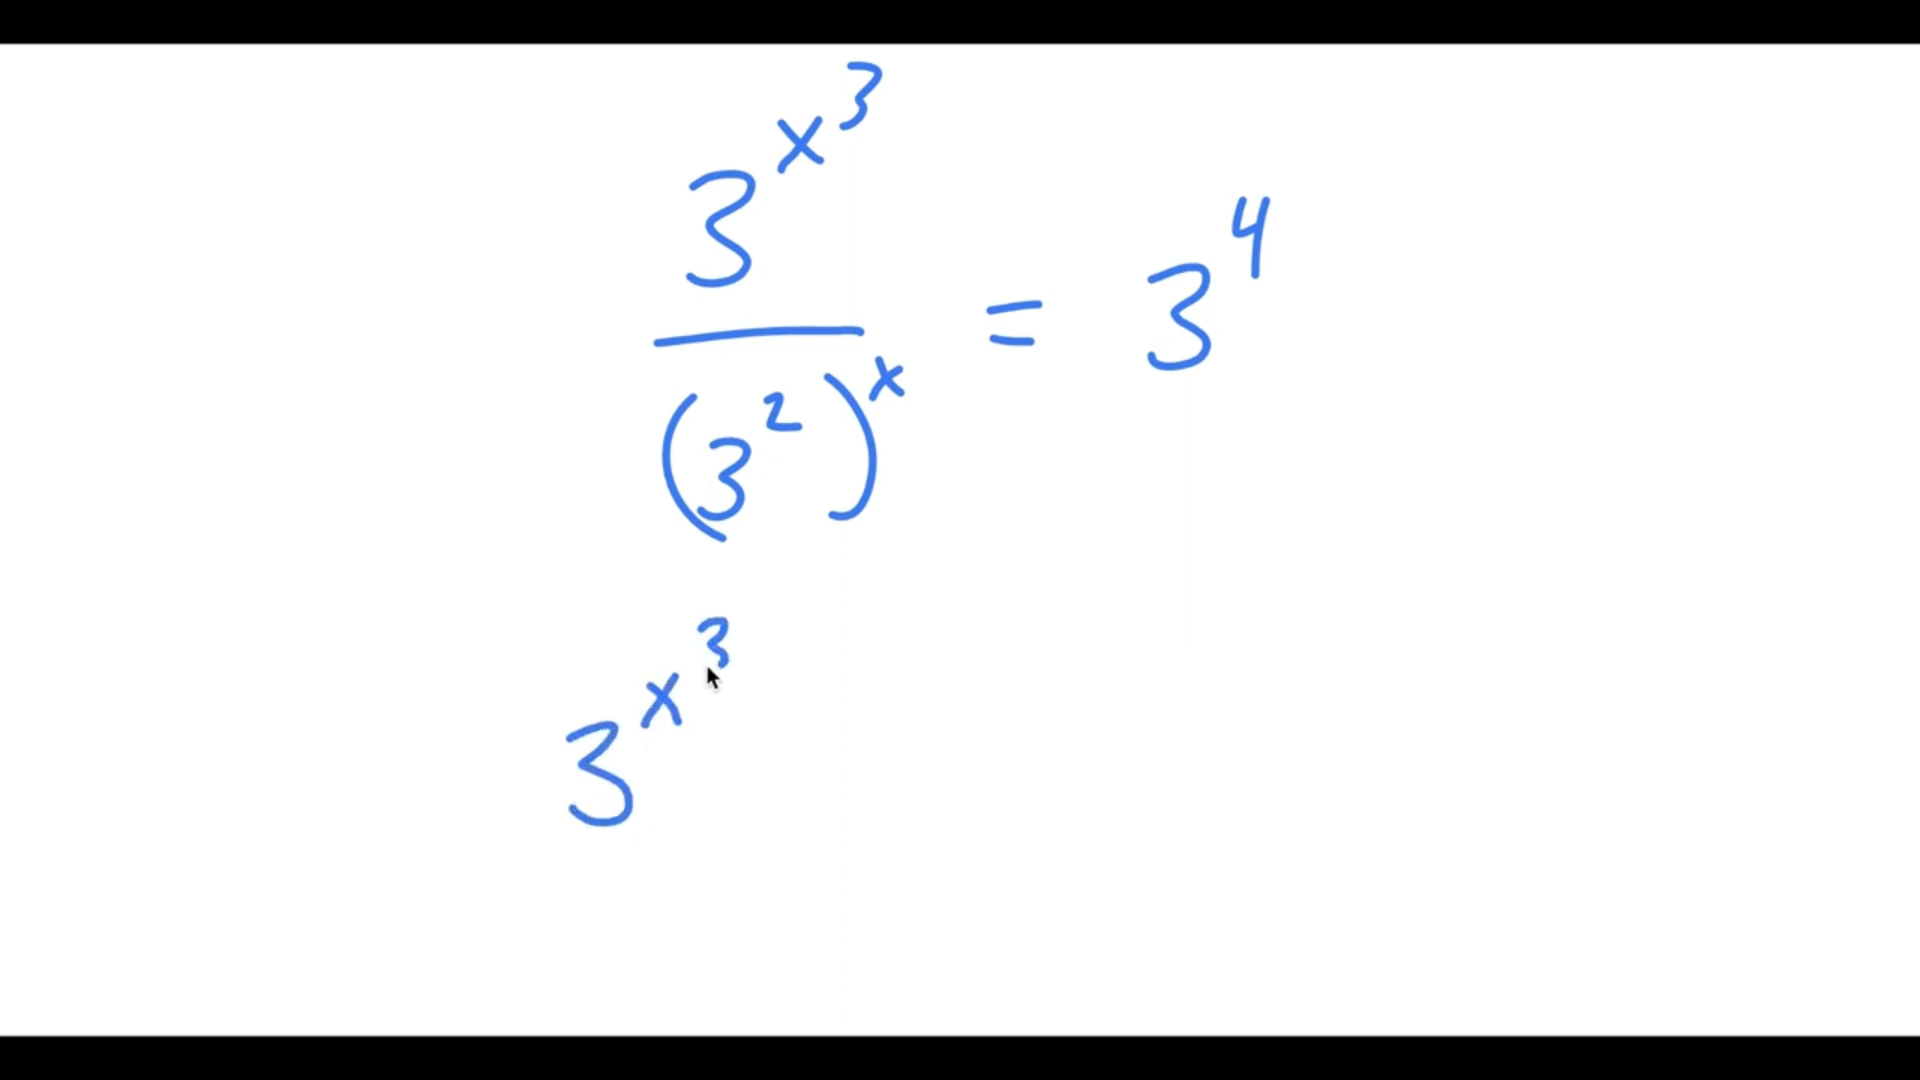 3^{x^3}
/ (3^2)^x = 3^4
3^{x^3}